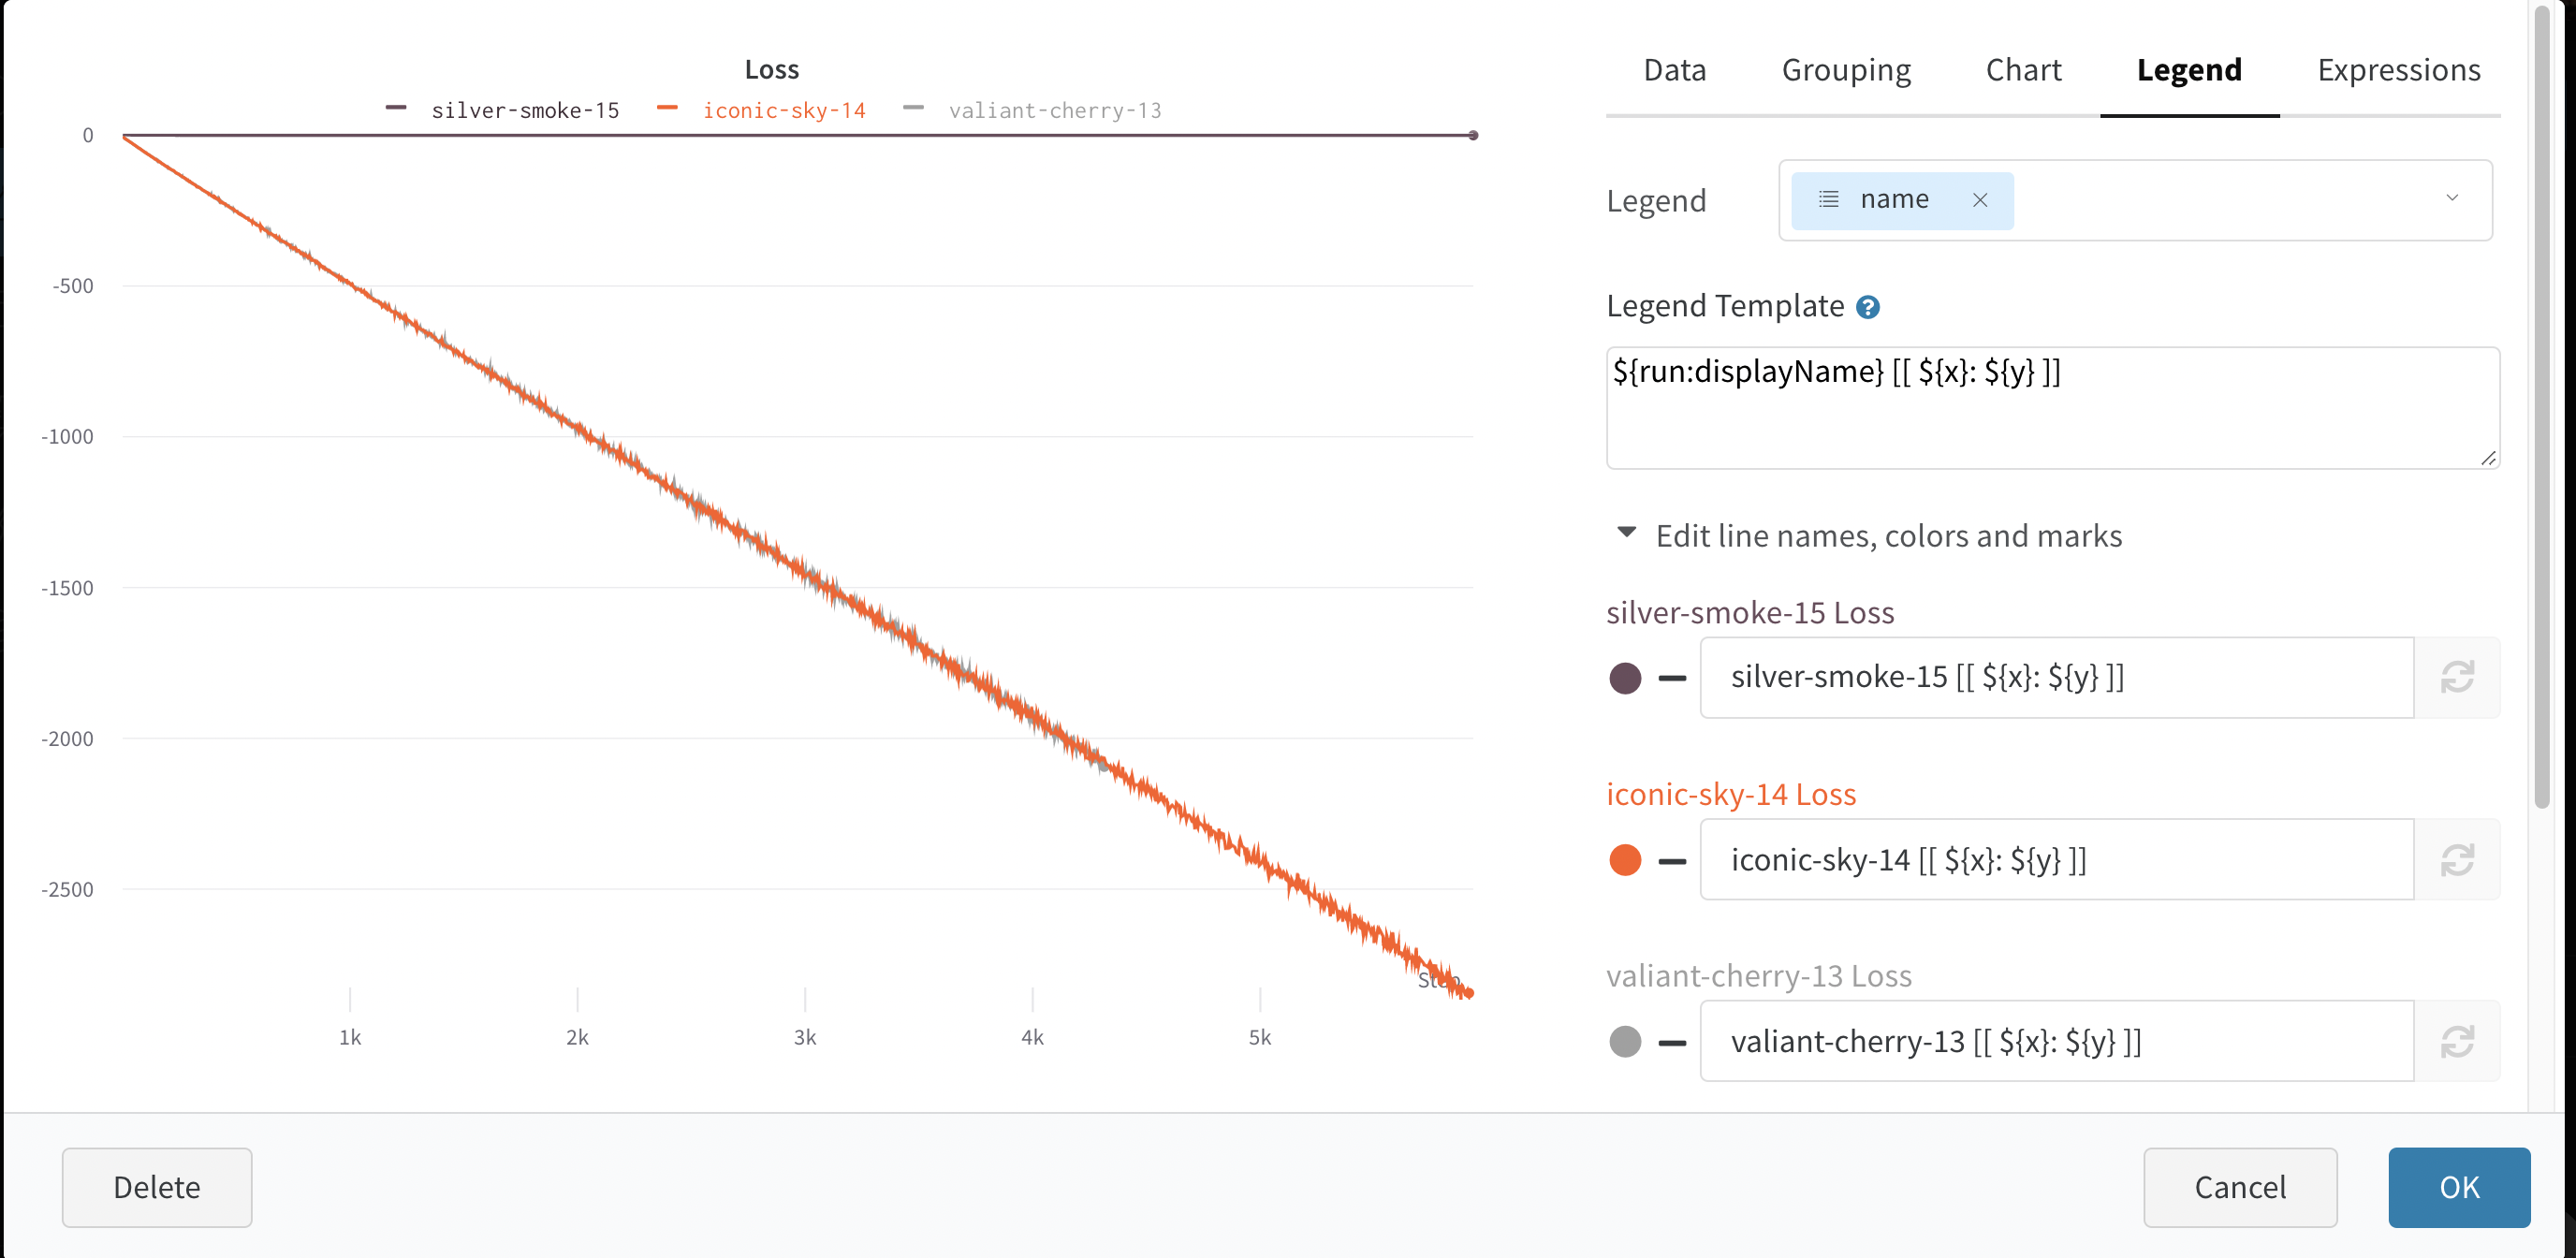 Loss
silver-smoke-15 iconic-sky-14 valiant-cherry-13
0
-500
-1000
-1500
-2000
-2500
1k 2k 3k 4k 5k
Step
Data Grouping Chart Legend Expressions
Legend name
Legend Template ?
${run:displayName} [[ ${x}: ${y} ]]
Edit line names, colors and marks
silver-smoke-15 Loss
silver-smoke-15 [[ ${x}: ${y} ]]
iconic-sky-14 Loss
iconic-sky-14 [[ ${x}: ${y} ]]
valiant-cherry-13 Loss
valiant-cherry-13 [[ ${x}: ${y} ]]
Delete Cancel OK